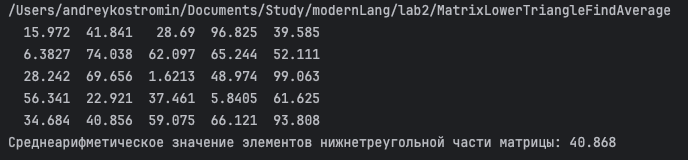 /Users/andreykostromin/Documents/Study/modernLang/lab2/MatrixLowerTriangleFindAverage
15.972 41.841 28.69 96.825 39.585
6.3827 74.038 62.097 65.244 52.111
28.242 69.656 1.6213 48.974 99.063
56.341 22.921 37.461 5.8405 61.625
34.684 40.856 59.075 66.121 93.808
Среднеарифметическое значение элементов нижнетреугольной части матрицы: 40.868